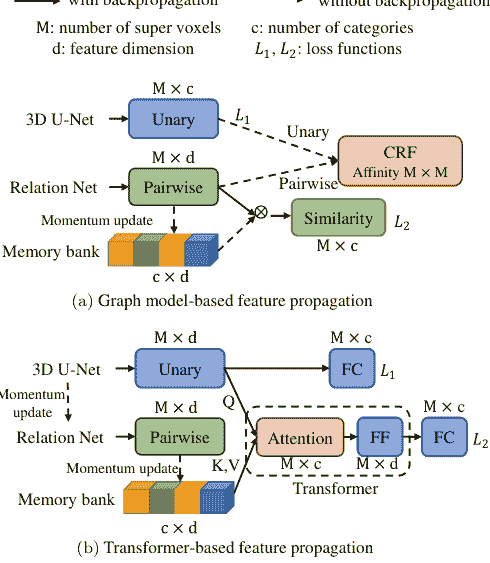 with backpropagation without backpropagation
M: number of super voxels c: number of categories
d: feature dimension L₁, L₂: loss functions
M × c
3D U-Net Unary L₁
Unary
CRF
Affinity M × M
M × d
Relation Net Pairwise
Pairwise
Momentum update
⊗ Similarity L₂
M × c
Memory bank
c × d
(a) Graph model-based feature propagation
M × d M × c
3D U-Net Unary FC L₁
Momentum
update
M × d
Q
M × c
Relation Net Pairwise Attention FF FC L₂
Momentum update
K,V
M × c M × d
Transformer
Memory bank
c × d
(b) Transformer-based feature propagation